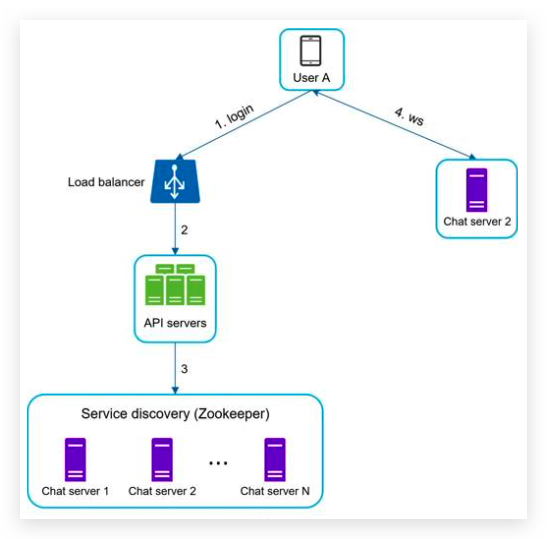 User A
1. login
4. ws
Load balancer
Chat server 2
2
API servers
3
Service discovery (Zookeeper)
...
Chat server 1
Chat server 2
Chat server N